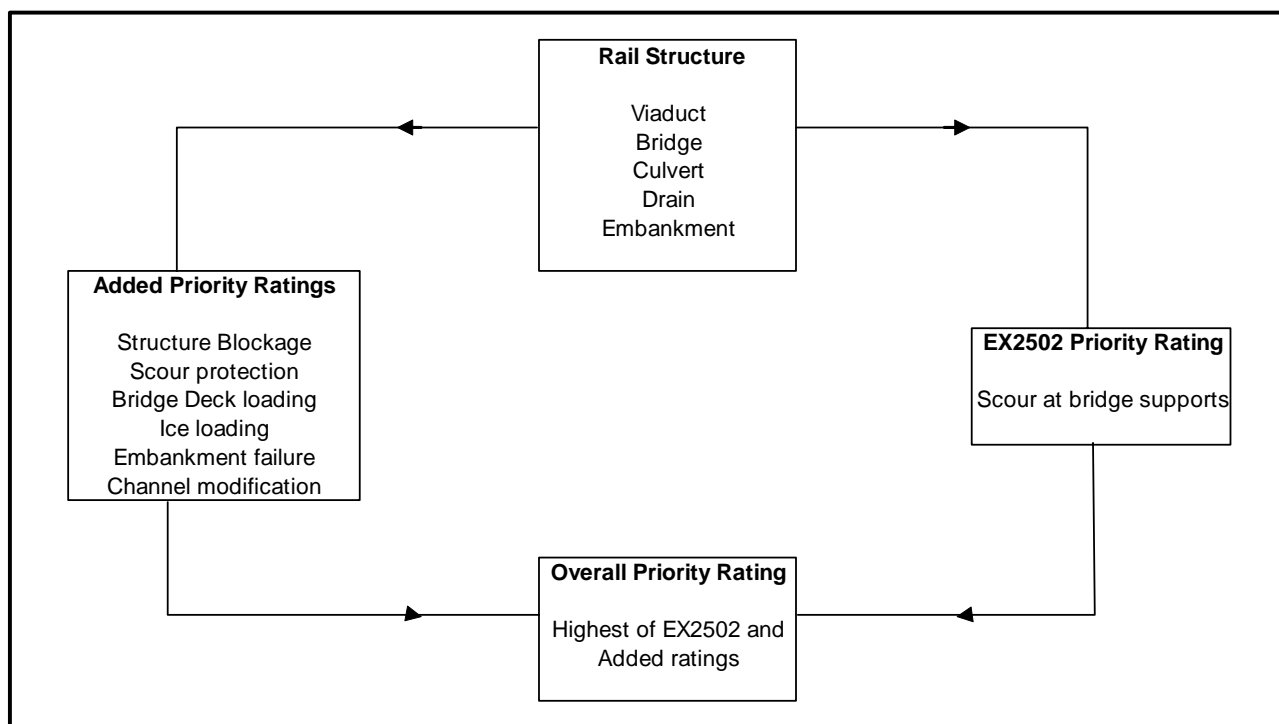 Rail Structure
Viaduct
Bridge
Culvert
Drain
Embankment
Added Priority Ratings
Structure Blockage
Scour protection
Bridge Deck loading
Ice loading
Embankment failure
Channel modification
EX2502 Priority Rating
Scour at bridge supports
Overall Priority Rating
Highest of EX2502 and
Added ratings